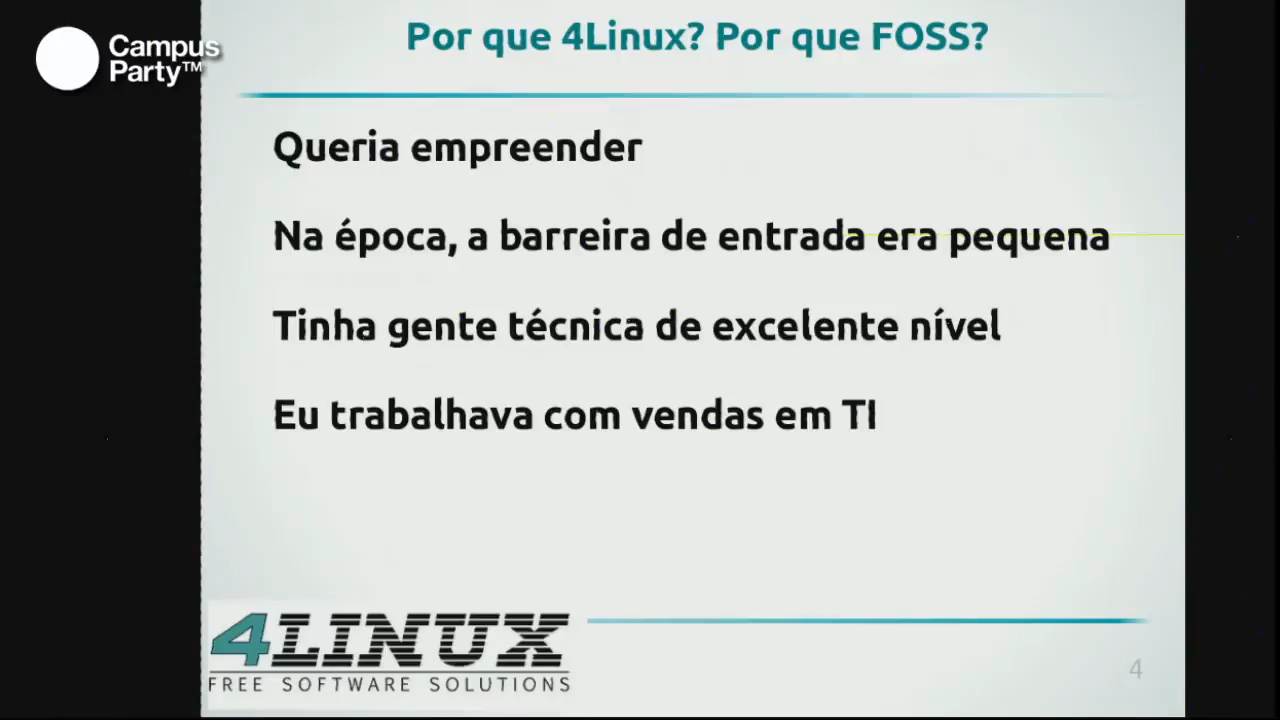 Campus
Party™
Por que 4Linux? Por que FOSS?
Queria empreender
Na época, a barreira de entrada era pequena
Tinha gente técnica de excelente nível
Eu trabalhava com vendas em TI
4LINUX
FREE SOFTWARE SOLUTIONS
4